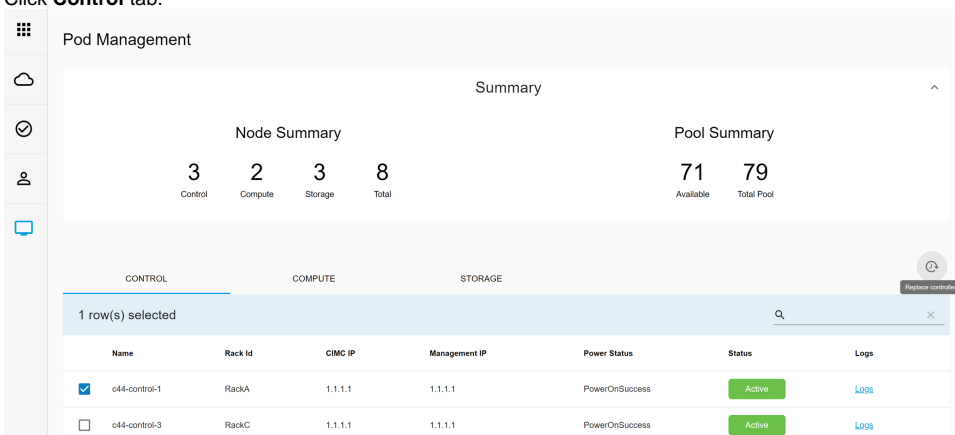 Click Control tab.
Pod Management
Summary
Node Summary
Pool Summary
3 2 3 8
71 79
Control Compute Storage Total
Available Total Pool
CONTROL COMPUTE STORAGE
Replace controlle
1 row(s) selected
Name Rack Id CIMC IP Management IP Power Status Status Logs
c44-control-1 RackA 1.1.1.1 1.1.1.1 PowerOnSuccess Active Logs
c44-control-3 RackC 1.1.1.1 1.1.1.1 PowerOnSuccess Active Logs